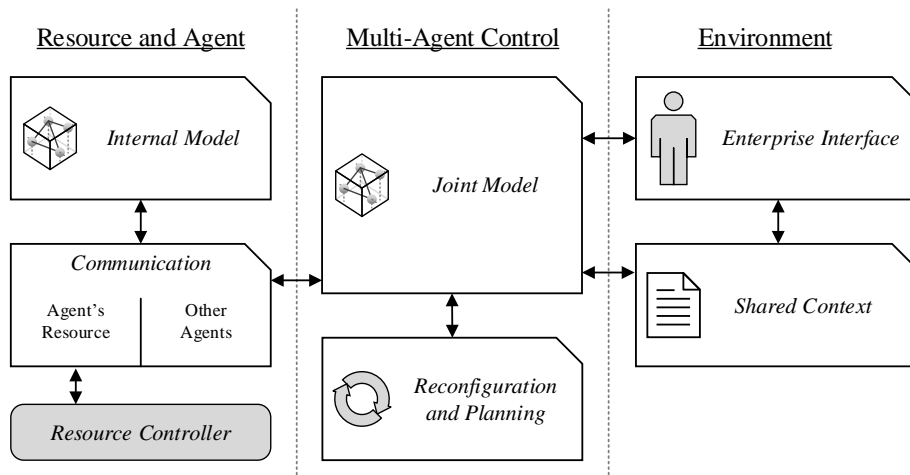 Resource and Agent
Internal Model
Communication
Agent's
Resource
Other
Agents
Resource Controller
Multi-Agent Control
Joint Model
Reconfiguration
and Planning
Environment
Enterprise Interface
Shared Context